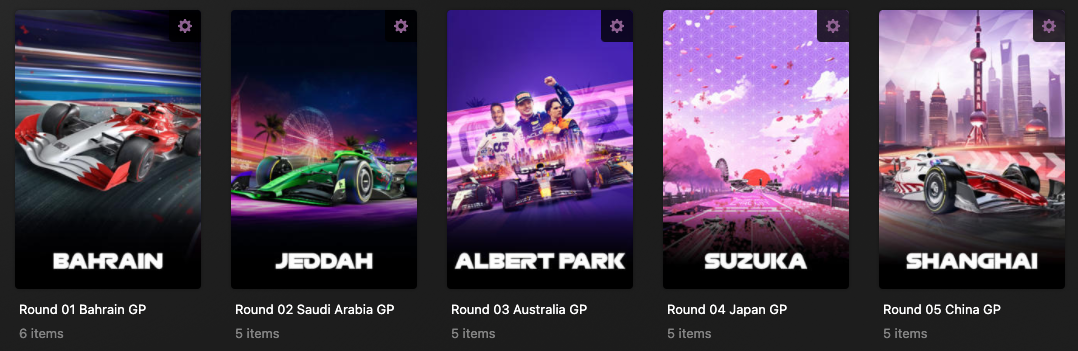 BAHRAIN
Round 01 Bahrain GP
6 items
JEDDAH
Round 02 Saudi Arabia GP
5 items
ALBERT PARK
Round 03 Australia GP
5 items
SUZUKA
Round 04 Japan GP
5 items
SHANGHAI
Round 05 China GP
5 items